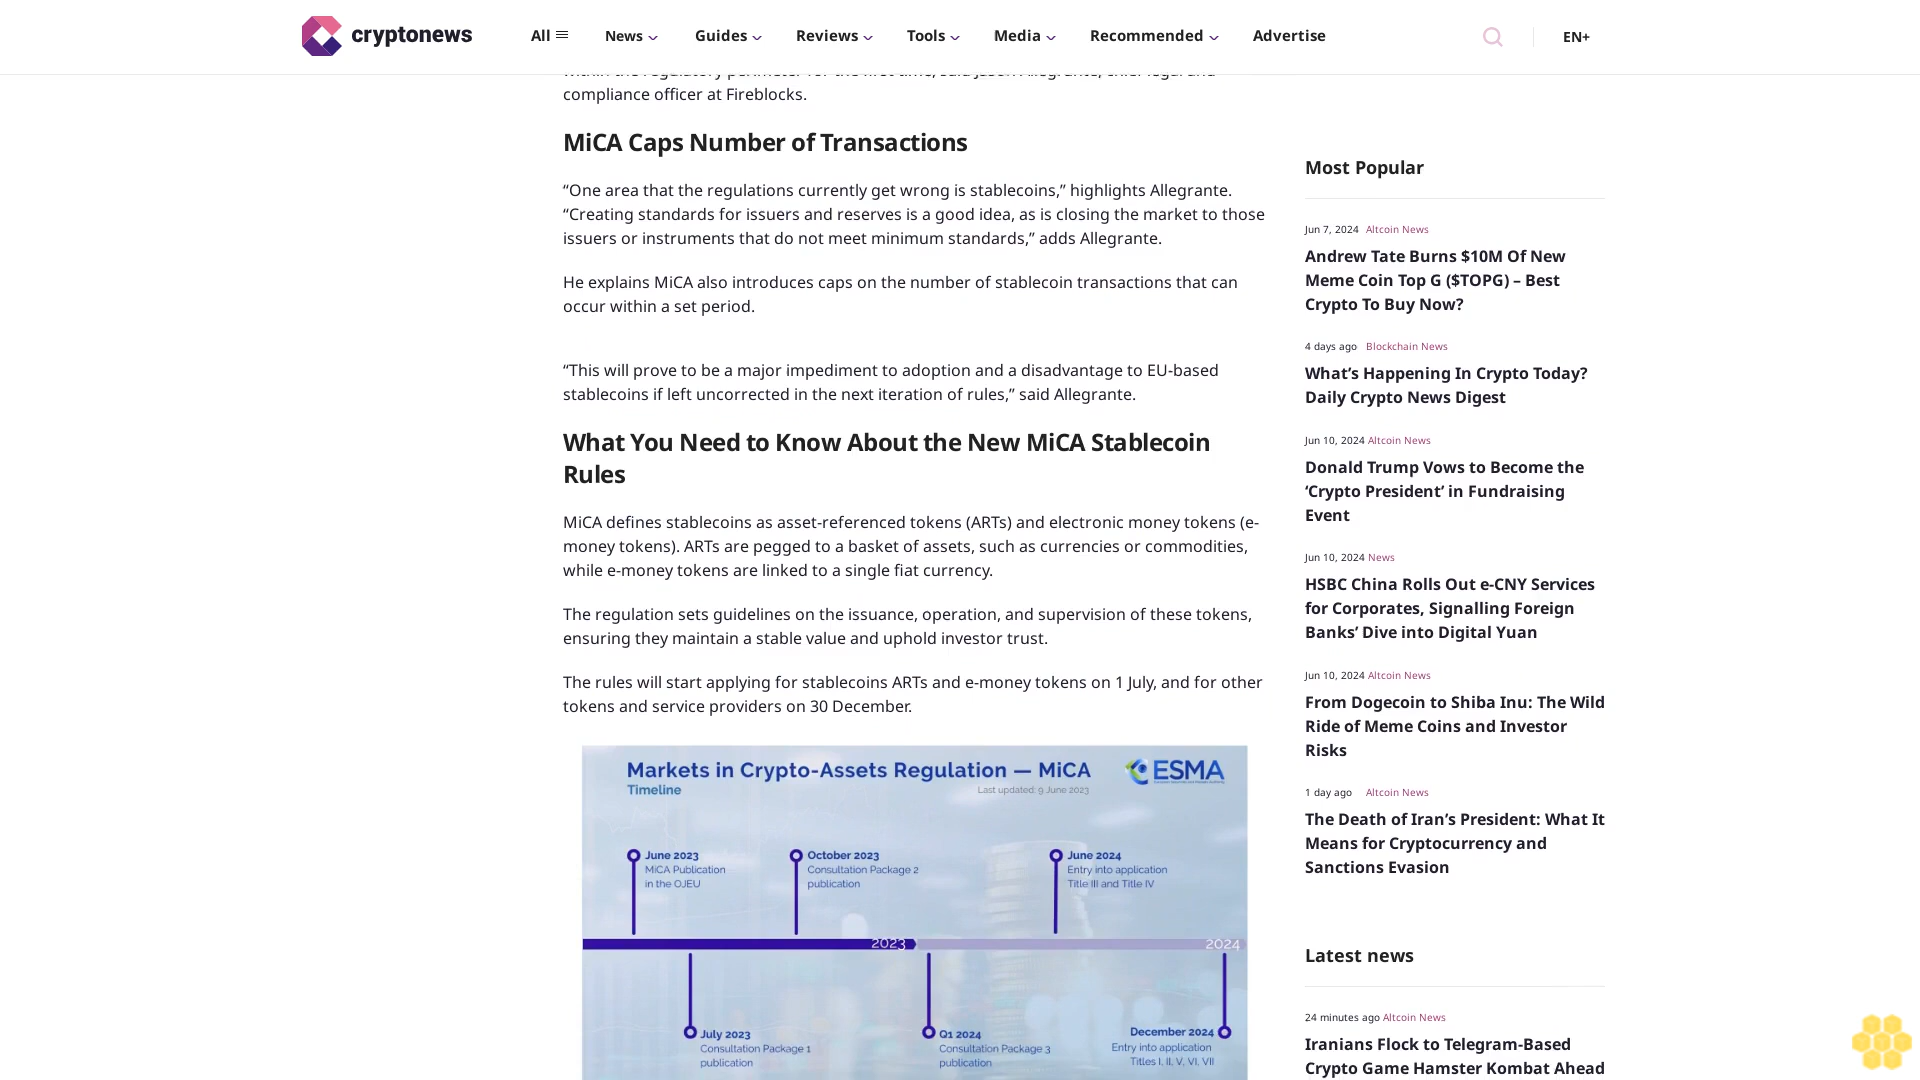 cryptonews
All
News
Guides
Reviews
Tools
Media
Recommended
Advertise
EN+
compliance officer at Fireblocks.
MiCA Caps Number of Transactions
“One area that the regulations currently get wrong is stablecoins,” highlights Allegrante.
“Creating standards for issuers and reserves is a good idea, as is closing the market to those
issuers or instruments that do not meet minimum standards,” adds Allegrante.
He explains MiCA also introduces caps on the number of stablecoin transactions that can
occur within a set period.
“This will prove to be a major impediment to adoption and a disadvantage to EU-based
stablecoins if left uncorrected in the next iteration of rules,” said Allegrante.
What You Need to Know About the New MiCA Stablecoin
Rules
MiCA defines stablecoins as asset-referenced tokens (ARTs) and electronic money tokens (e-
money tokens). ARTs are pegged to a basket of assets, such as currencies or commodities,
while e-money tokens are linked to a single fiat currency.
The regulation sets guidelines on the issuance, operation, and supervision of these tokens,
ensuring they maintain a stable value and uphold investor trust.
The rules will start applying for stablecoins ARTs and e-money tokens on 1 July, and for other
tokens and service providers on 30 December.
Markets in Crypto-Assets Regulation — MiCA
Timeline
Last updated: 9 June 2023
ESMA
June 2023
MiCA Publication
in the OJEU
October 2023
Consultation Package 2
publication
June 2024
Entry into application
Title III and Title IV
2023
2024
July 2023
Consultation Package 1
publication
Q1 2024
Consultation Package 3
publication
December 2024
Entry into application
Titles I, II, V, VI, VII
Most Popular
Jun 7, 2024 Altcoin News
Andrew Tate Burns $10M Of New
Meme Coin Top G ($TOPG) – Best
Crypto To Buy Now?
4 days ago Blockchain News
What’s Happening In Crypto Today?
Daily Crypto News Digest
Jun 10, 2024 Altcoin News
Donald Trump Vows to Become the
‘Crypto President’ in Fundraising
Event
Jun 10, 2024 News
HSBC China Rolls Out e-CNY Services
for Corporates, Signalling Foreign
Banks’ Dive into Digital Yuan
Jun 10, 2024 Altcoin News
From Dogecoin to Shiba Inu: The Wild
Ride of Meme Coins and Investor
Risks
1 day ago Altcoin News
The Death of Iran’s President: What It
Means for Cryptocurrency and
Sanctions Evasion
Latest news
24 minutes ago Altcoin News
Iranians Flock to Telegram-Based
Crypto Game Hamster Kombat Ahead